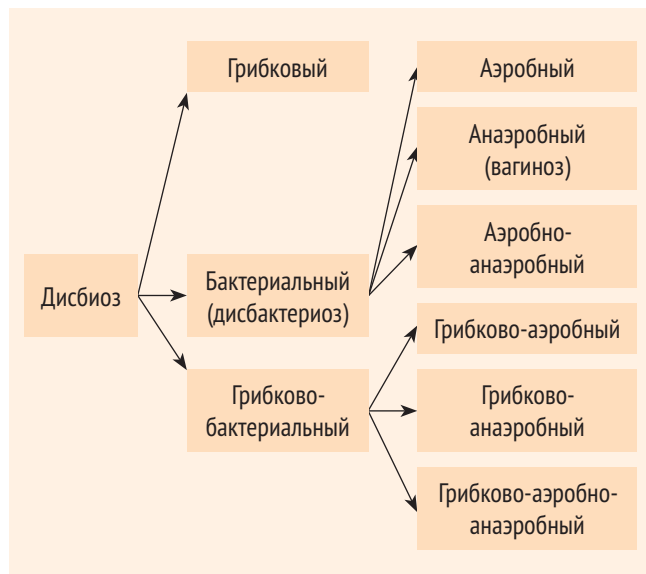 Грибковый
Аэробный
Анаэробный
(вагиноз)
Аэробно-
анаэробный
Дисбиоз
Бактериальный
(дисбактериоз)
Грибково-аэробный
Грибково-
бактериальный
Грибково-
анаэробный
Грибково-аэробно-
анаэробный